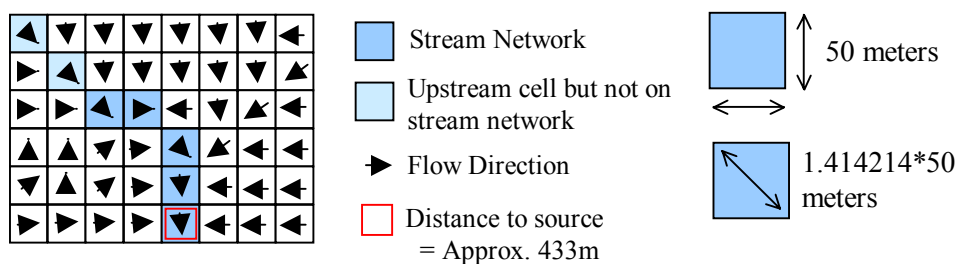 Stream Network
Upstream cell but not on
stream network
Flow Direction
Distance to source
= Approx. 433m
50 meters
1.414214*50
meters